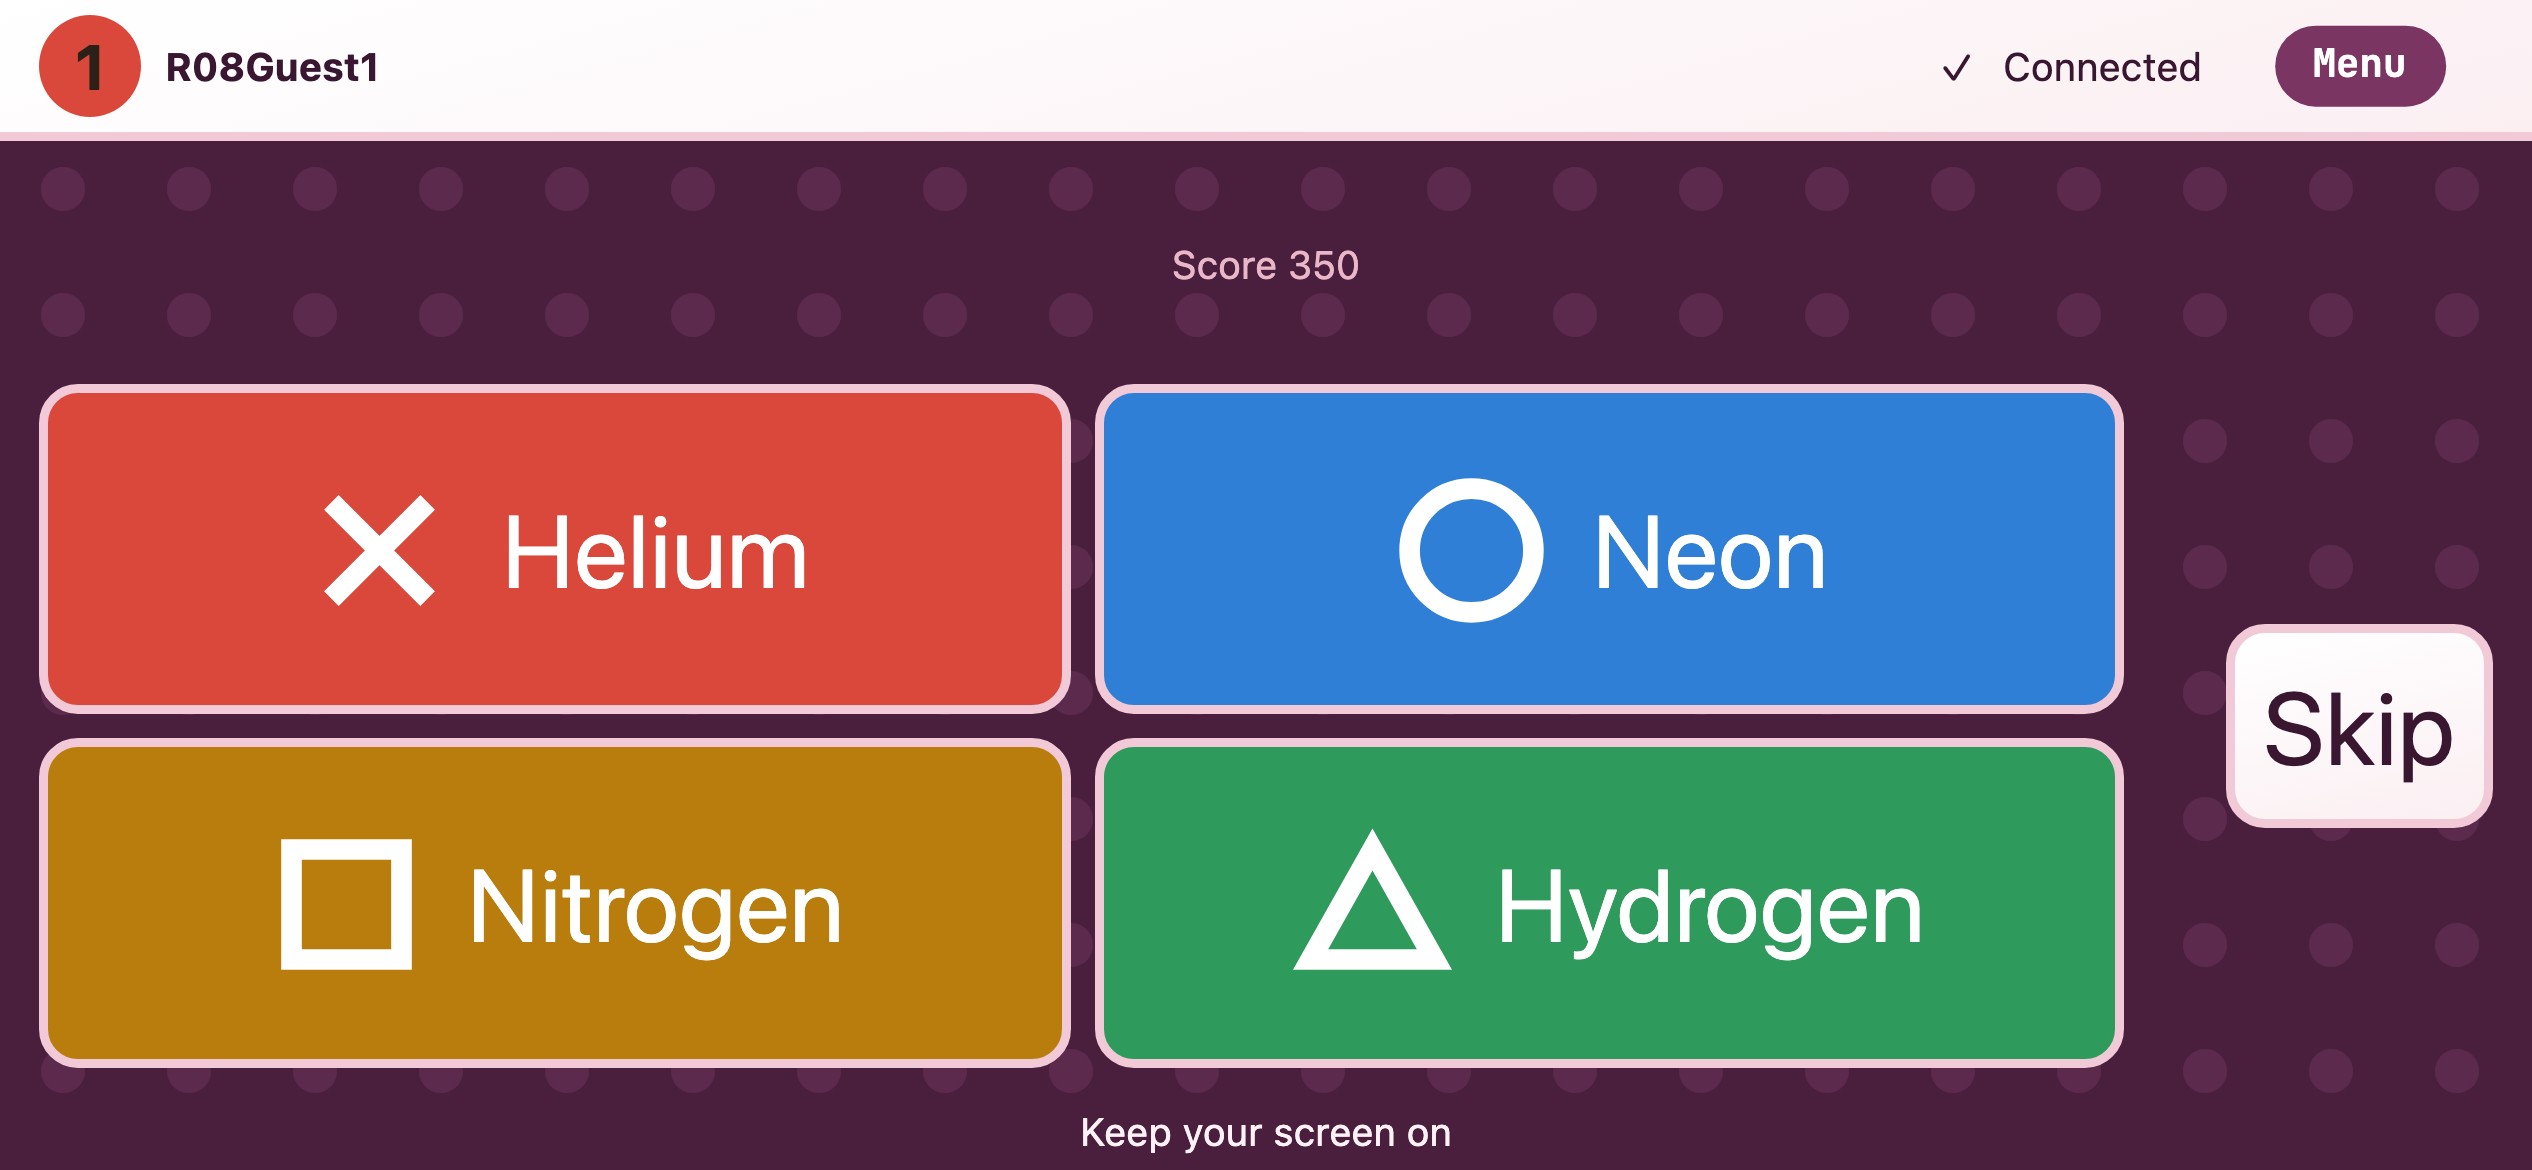 1 R08Guest1
✓ Connected
Menu
Score 350
Helium
Neon
Nitrogen
Hydrogen
Skip
Keep your screen on